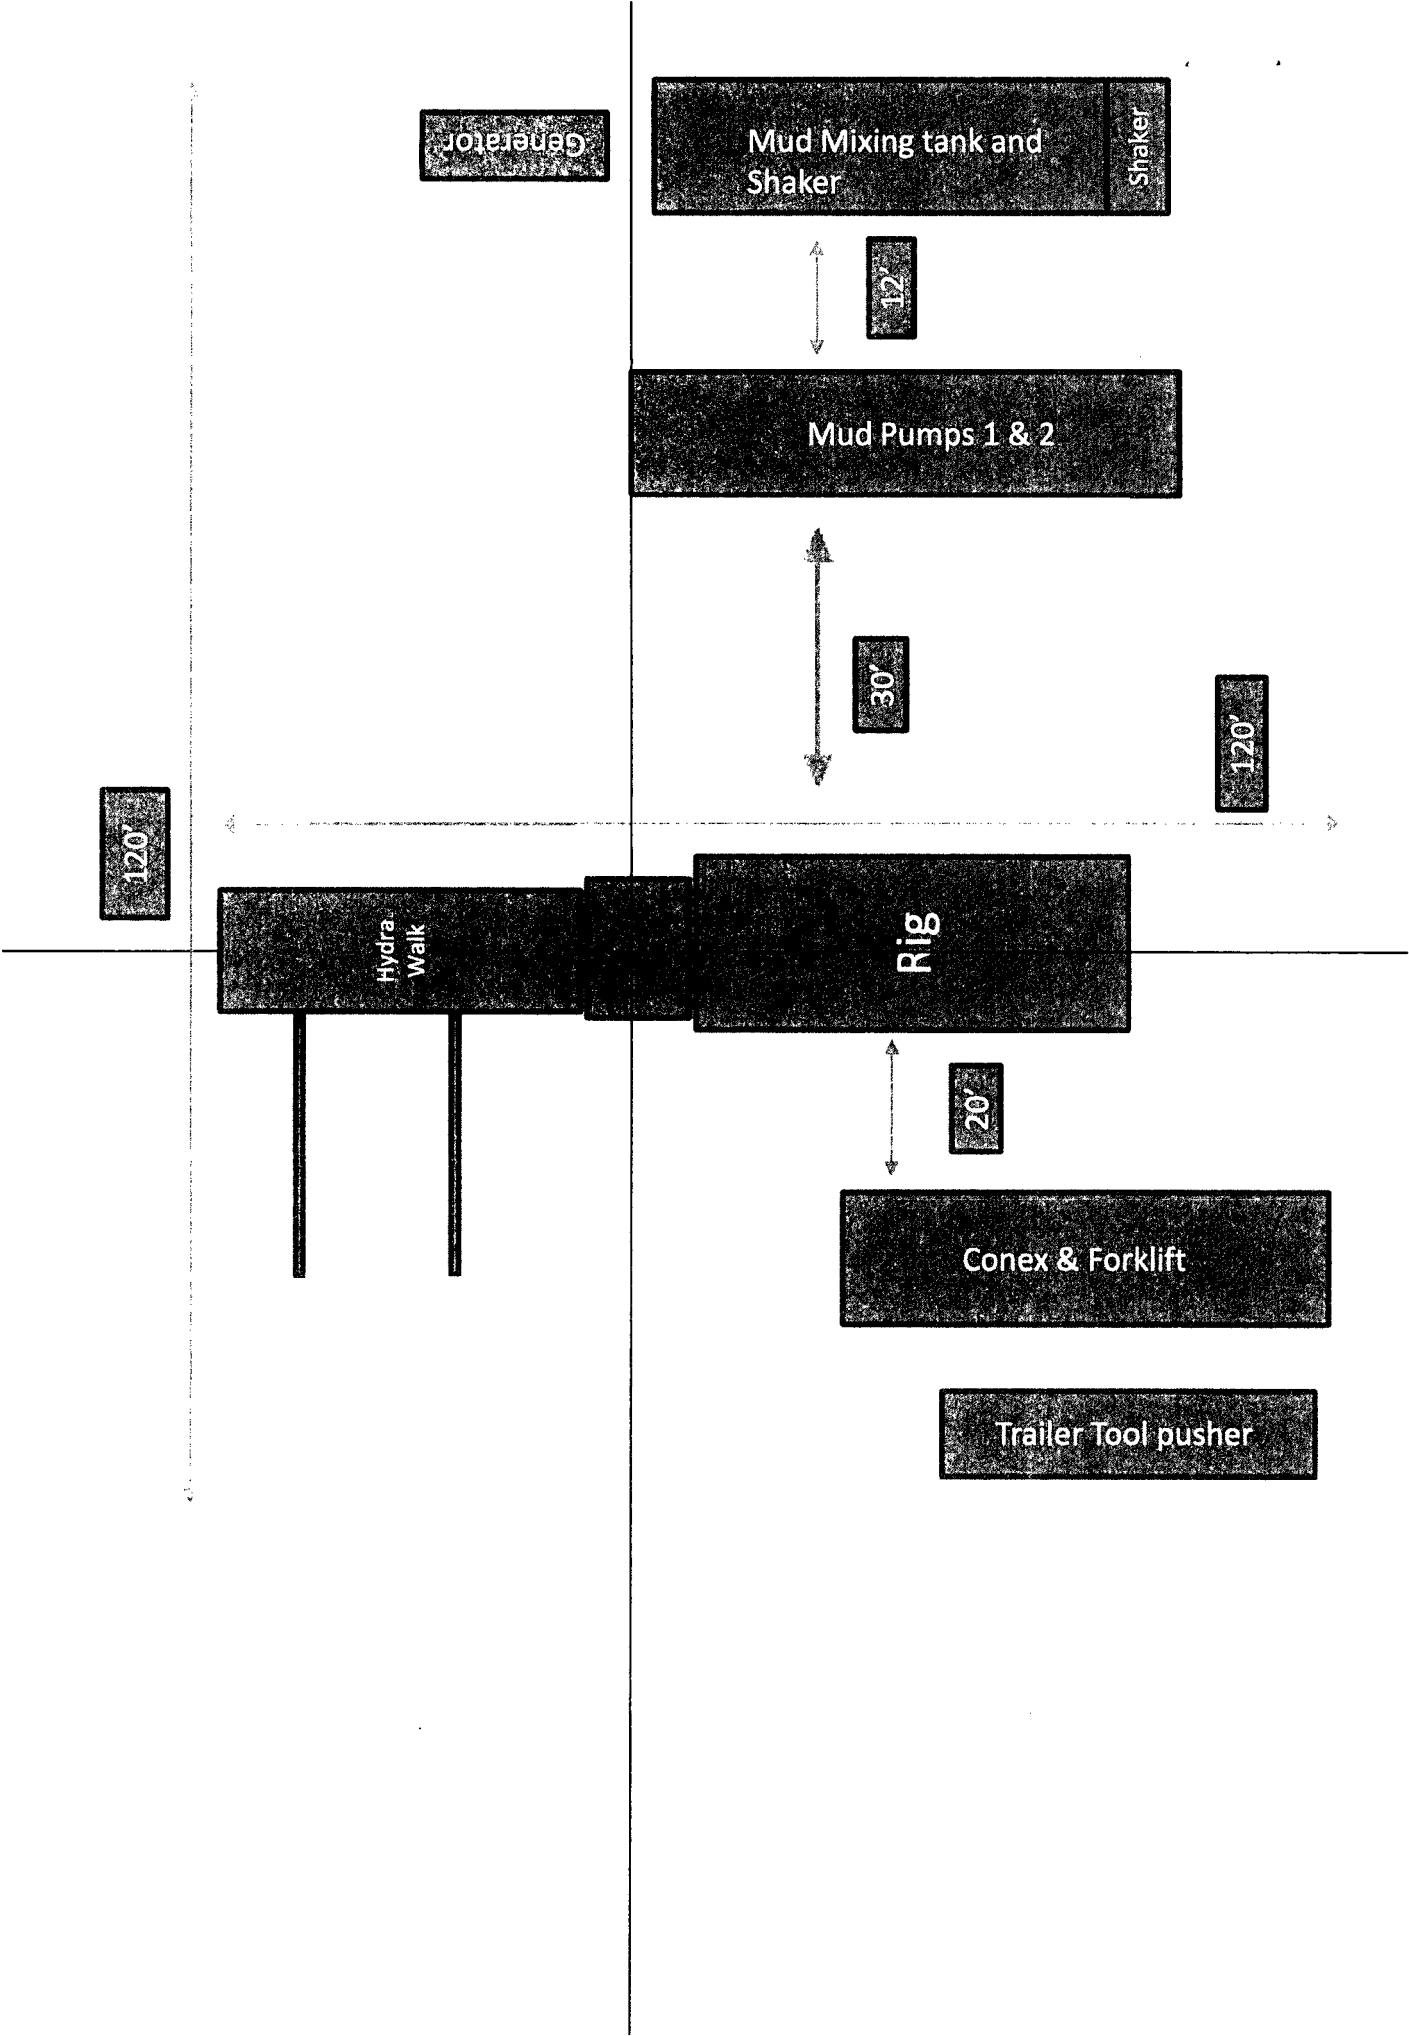 Generator
Mud Mixing tank and
Shaker
Shaker
12'
Mud Pumps 1 & 2
30'
120'
120'
Hydra
Walk
Rig
20'
Conex & Forklift
Trailer Tool pusher